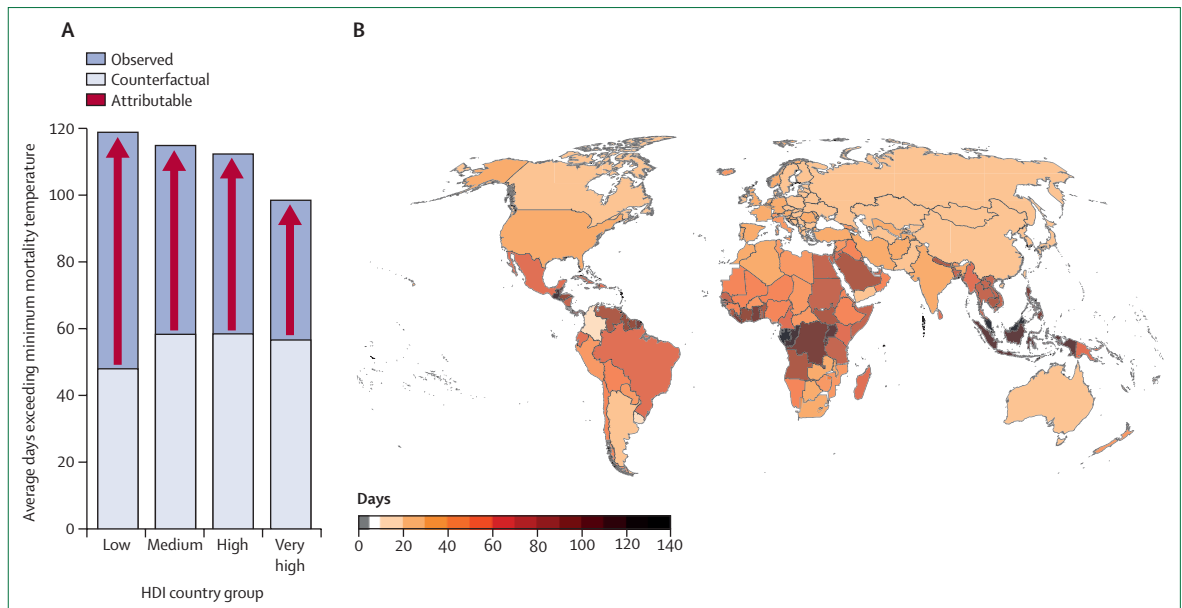 A
Observed
Counterfactual
Attributable
Average days exceeding minimum mortality temperature
120
100
80
60
40
20
0
Low
Medium
High
Very
high
HDI country group
B
Days
0 20 40 60 80 100 120 140